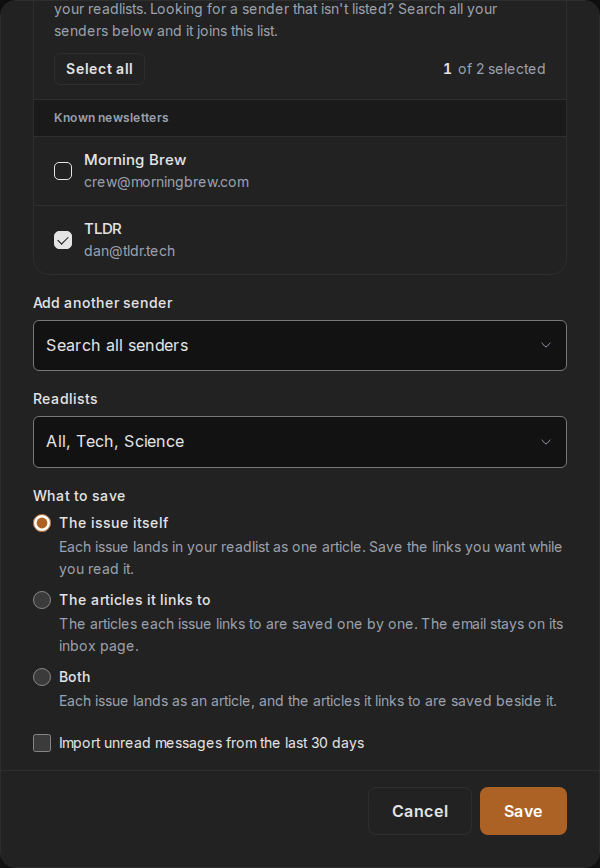 your readlists. Looking for a sender that isn't listed? Search all your
senders below and it joins this list.
Select all
1 of 2 selected
Known newsletters
Morning Brew
crew@morningbrew.com
TLDR
dan@tldr.tech
Add another sender
Search all senders
Readlists
All, Tech, Science
What to save
The issue itself
Each issue lands in your readlist as one article. Save the links you want while
you read it.
The articles it links to
The articles each issue links to are saved one by one. The email stays on its
inbox page.
Both
Each issue lands as an article, and the articles it links to are saved beside it.
Import unread messages from the last 30 days
Cancel
Save